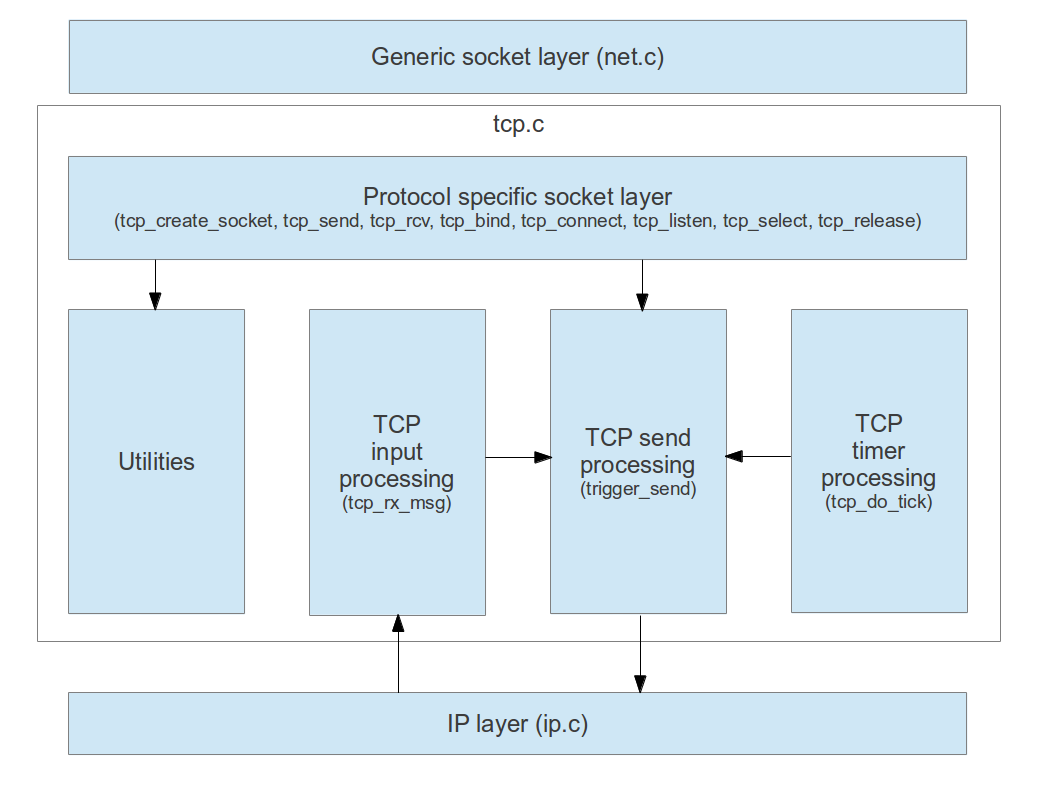 Generic socket layer (net.c)
tcp.c
Protocol specific socket layer
(tcp_create_socket, tcp_send, tcp_rcv, tcp_bind, tcp_connect, tcp_listen, tcp_select, tcp_release)
Utilities
TCP
input
processing
(tcp_rx_msg)
TCP send
processing
(trigger_send)
TCP
timer
processing
(tcp_do_tick)
IP layer (ip.c)